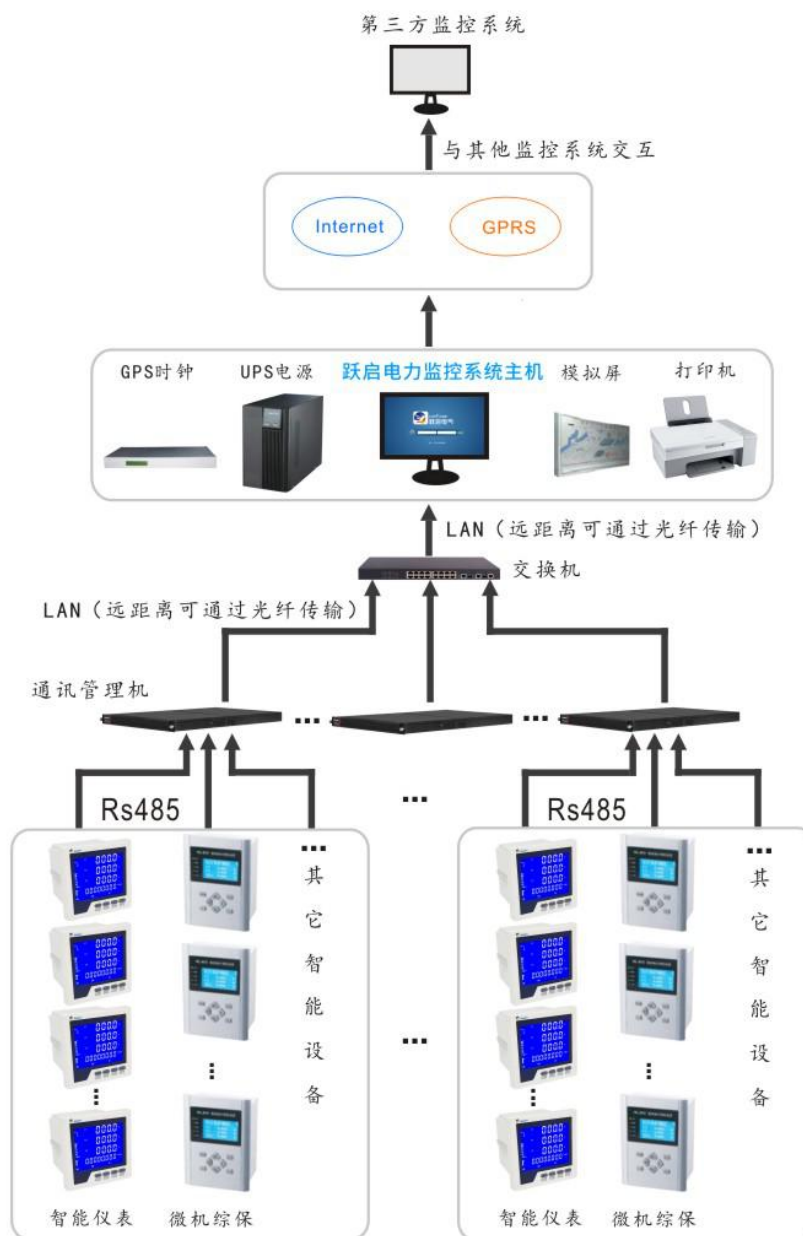 第三方监控系统
与其他监控系统交互
Internet
GPRS
GPS时钟
UPS电源
跃启电力监控系统主机
模拟屏
打印机
LAN（远距离可通过光纤传输）
交换机
LAN（远距离可通过光纤传输）
通讯管理机
...
...
Rs485
...
Rs485
...
其它智能设备
...
其它智能设备
...
智能仪表
微机综保
智能仪表
微机综保